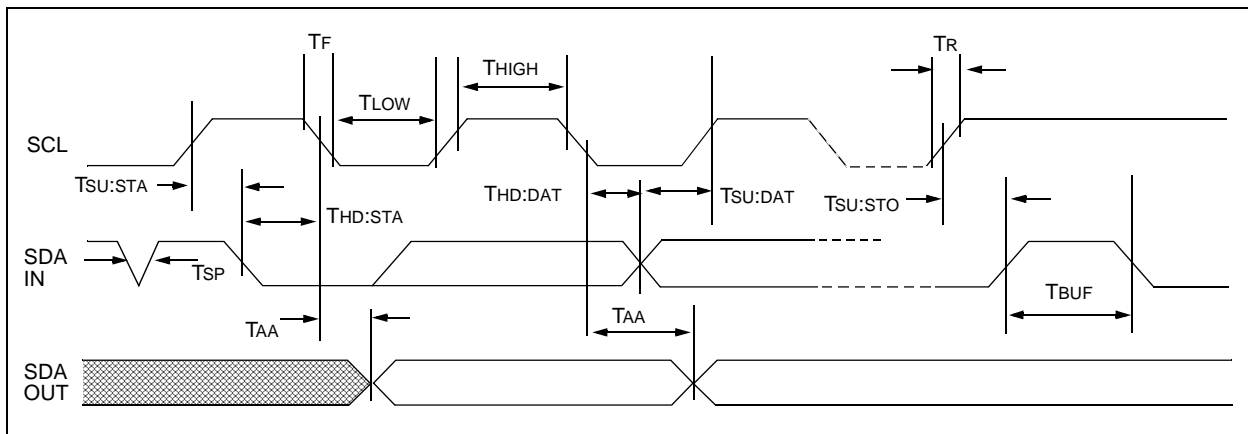 TF
TR
THIGH
TLOW
SCL
TSU:STA
THD:DAT
TSU:DAT
TSU:STO
THD:STA
SDA
IN
TSP
TBUF
TAA
TAA
SDA
OUT